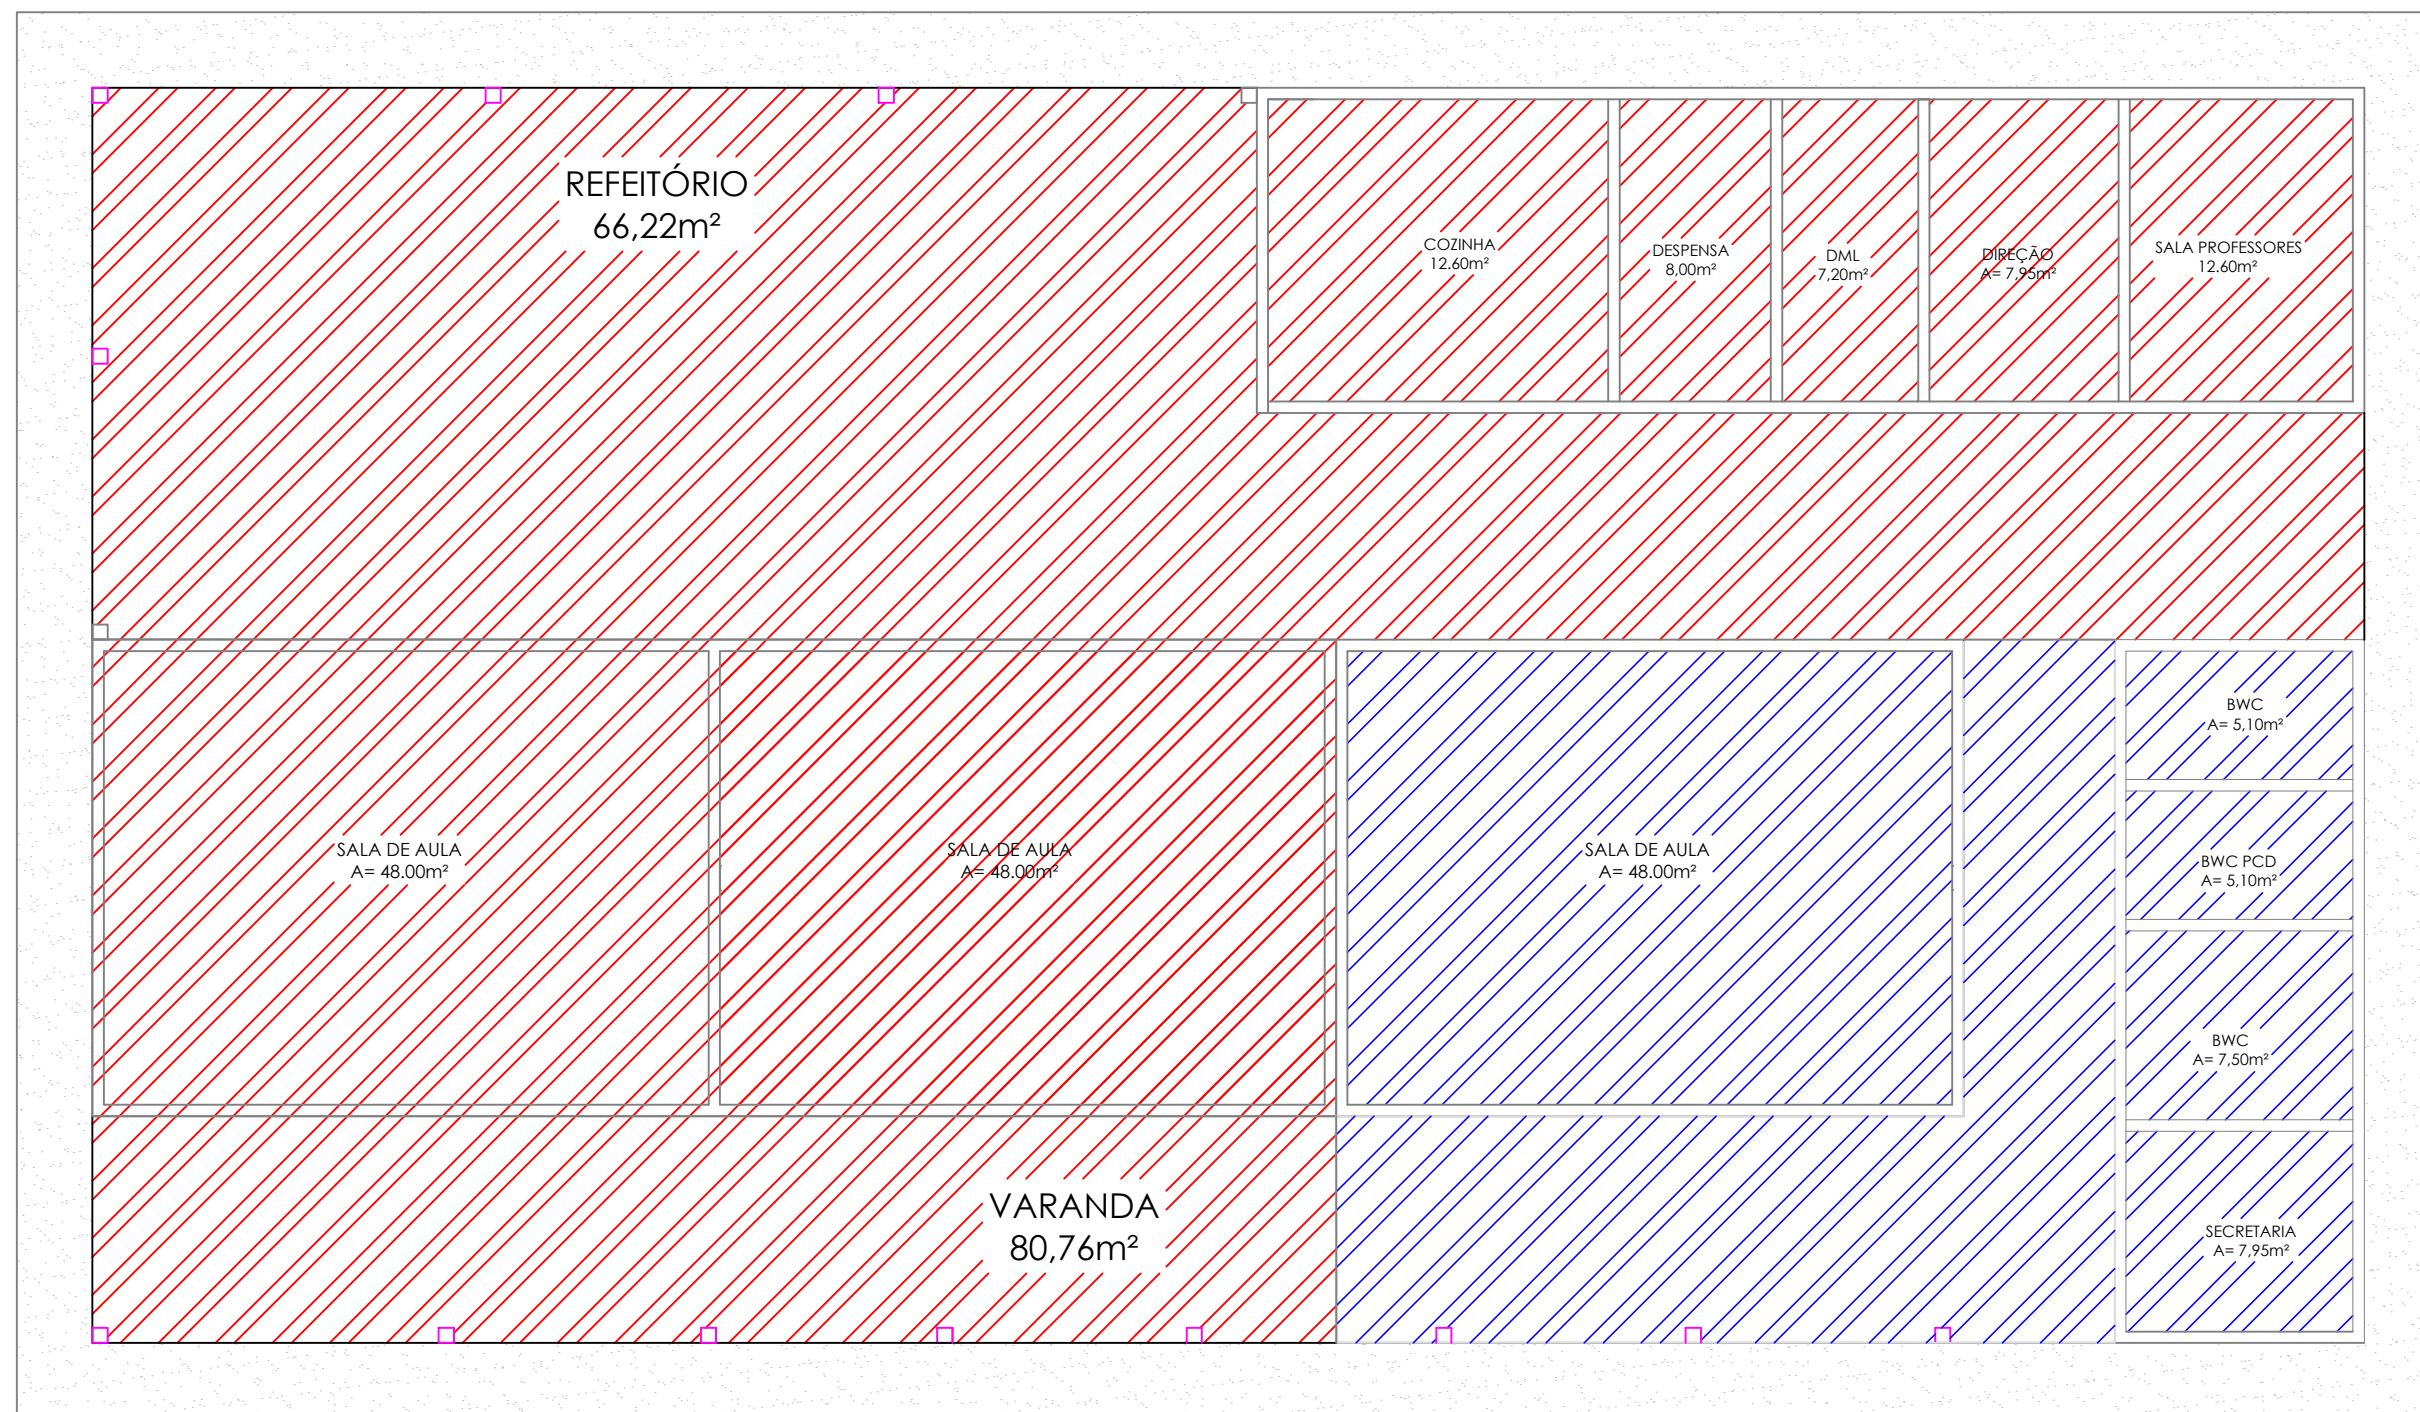 REFEITÓRIO
66,22m²
COZINHA
12.60m²
DESPENSA
8,00m²
DML
7,20m²
DIREÇÃO
A= 7,95m²
SALA PROFESSORES
12.60m²
SALA DE AULA
A= 48.00m²
SALA DE AULA
A= 48.00m²
SALA DE AULA
A= 48.00m²
BWC
A= 5,10m²
BWC PCD
A= 5,10m²
BWC
A= 7,50m²
VARANDA
80,76m²
SECRETARIA
A= 7,95m²